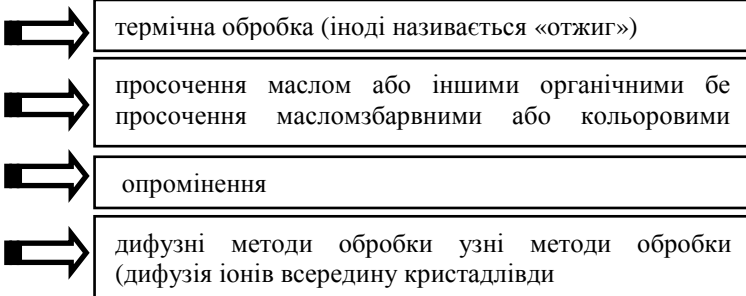 термічна обробка (іноді називається «отжиг»)
просочення маслом або іншими органічними бе
просочення масломзбарвними або кольоровими
опромінення
дифузні методи обробки узні методи обробки
(дифузія іонів всередину кристадлівди